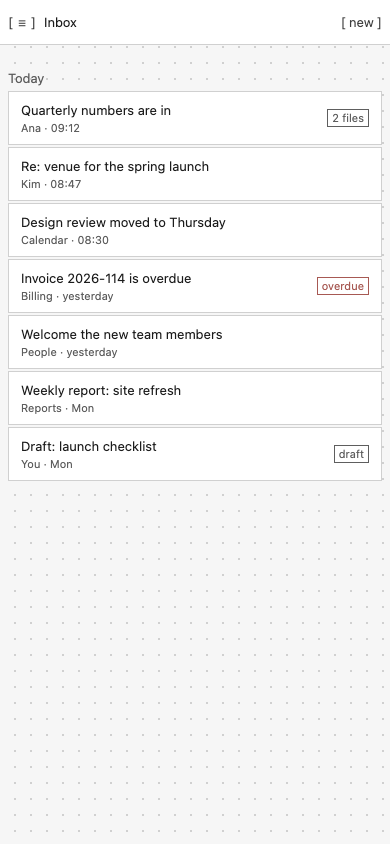 [ ≡ ] Inbox [ new ]
Today
Quarterly numbers are in
Ana · 09:12
2 files
Re: venue for the spring launch
Kim · 08:47
Design review moved to Thursday
Calendar · 08:30
Invoice 2026-114 is overdue
Billing · yesterday
overdue
Welcome the new team members
People · yesterday
Weekly report: site refresh
Reports · Mon
Draft: launch checklist
You · Mon
draft